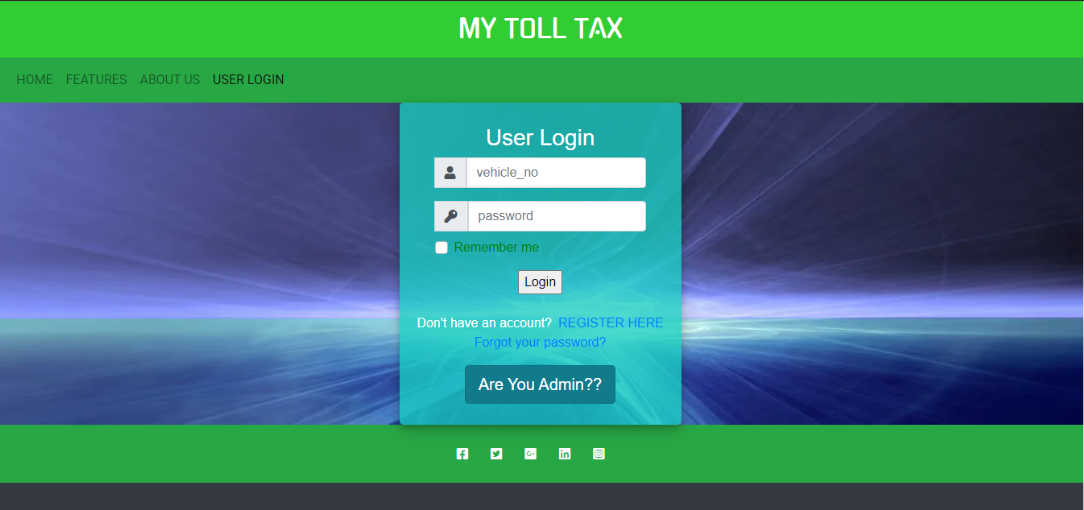 MY TOLL TAX
HOME FEATURES ABOUT US USER LOGIN
User Login
vehicle_no
password
Remember me
Login
Don't have an account? REGISTER HERE
Forgot your password?
Are You Admin??